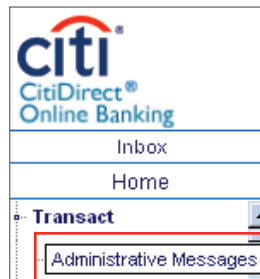 citi®
CitiDirect®
Online Banking
Inbox
Home
Transact
Administrative Messages